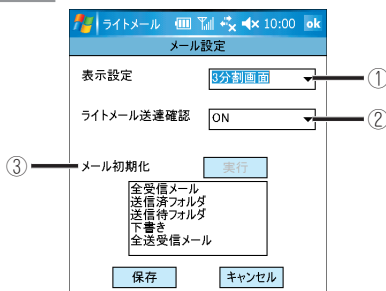 ライトメール 10:00 ok
メール設定
表示設定 3分割画面 ①
ライトメール送達確認 ON ②
③ メール初期化 実行
全受信メール
送信済フォルダ
送信待フォルダ
下書き
全送受信メール
保存 キャンセル